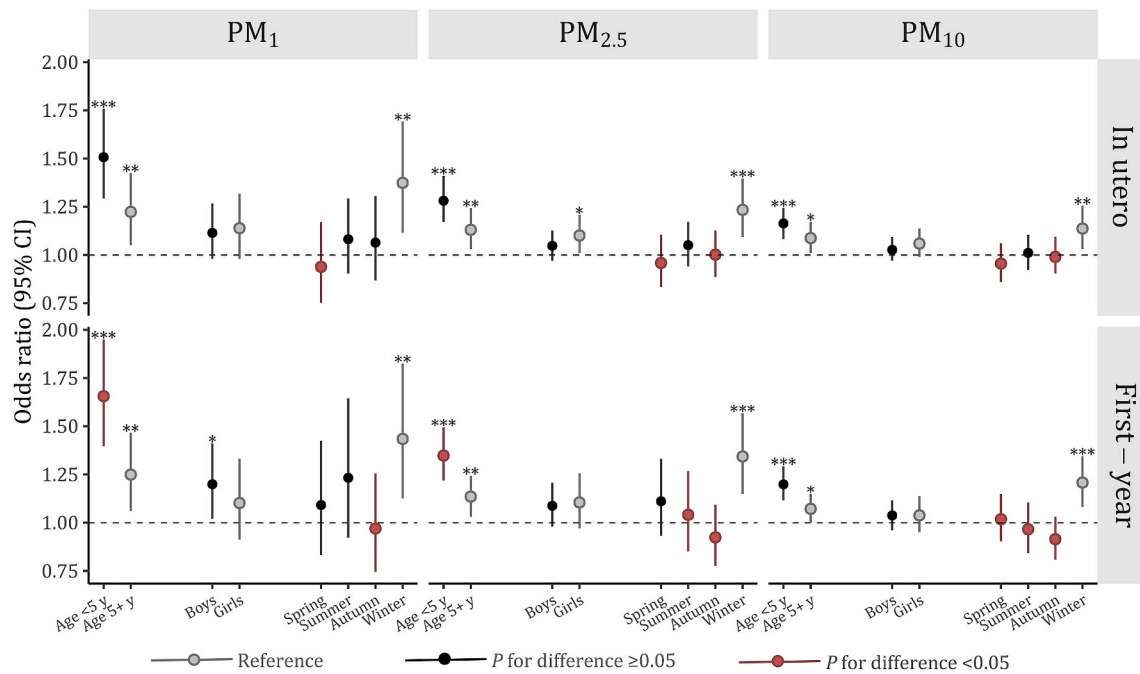 PM1 PM2.5 PM10
Odds ratio (95% CI)
In utero
2.00
***
1.75
** ** *** *** *** **
1.50
** * * 
1.25
1.00
0.75
First – year
2.00
***
1.75
** ** *** *** *** ***
1.50
* ** *
1.25
1.00
0.75
Age <5 y Age 5+ y Boys Girls Spring Summer Autumn Winter Age <5 y Age 5+ y Boys Girls Spring Summer Autumn Winter Age <5 y Age 5+ y Boys Girls Spring Summer Autumn Winter
Reference P for difference ≥0.05 P for difference <0.05